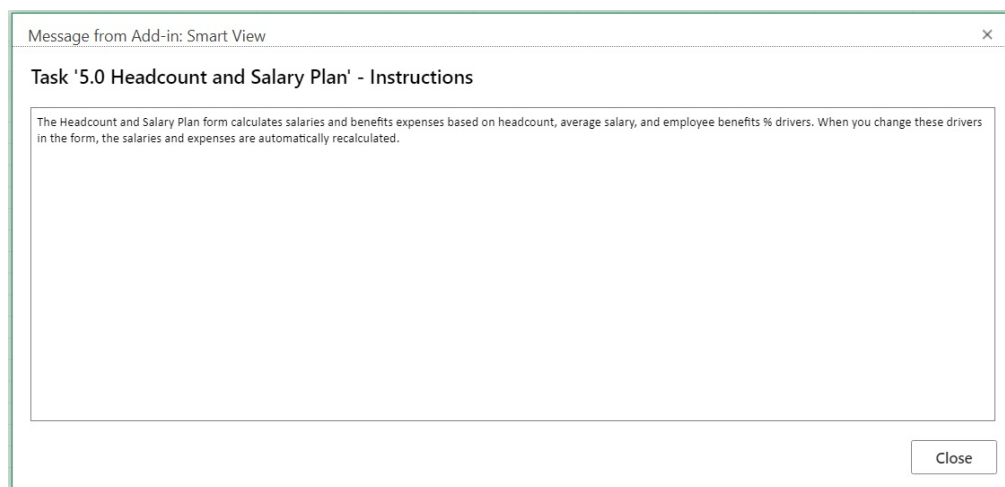 Message from Add-in: Smart View
Task '5.0 Headcount and Salary Plan' - Instructions
The Headcount and Salary Plan form calculates salaries and benefits expenses based on headcount, average salary, and employee benefits % drivers. When you change these drivers
in the form, the salaries and expenses are automatically recalculated.
Close